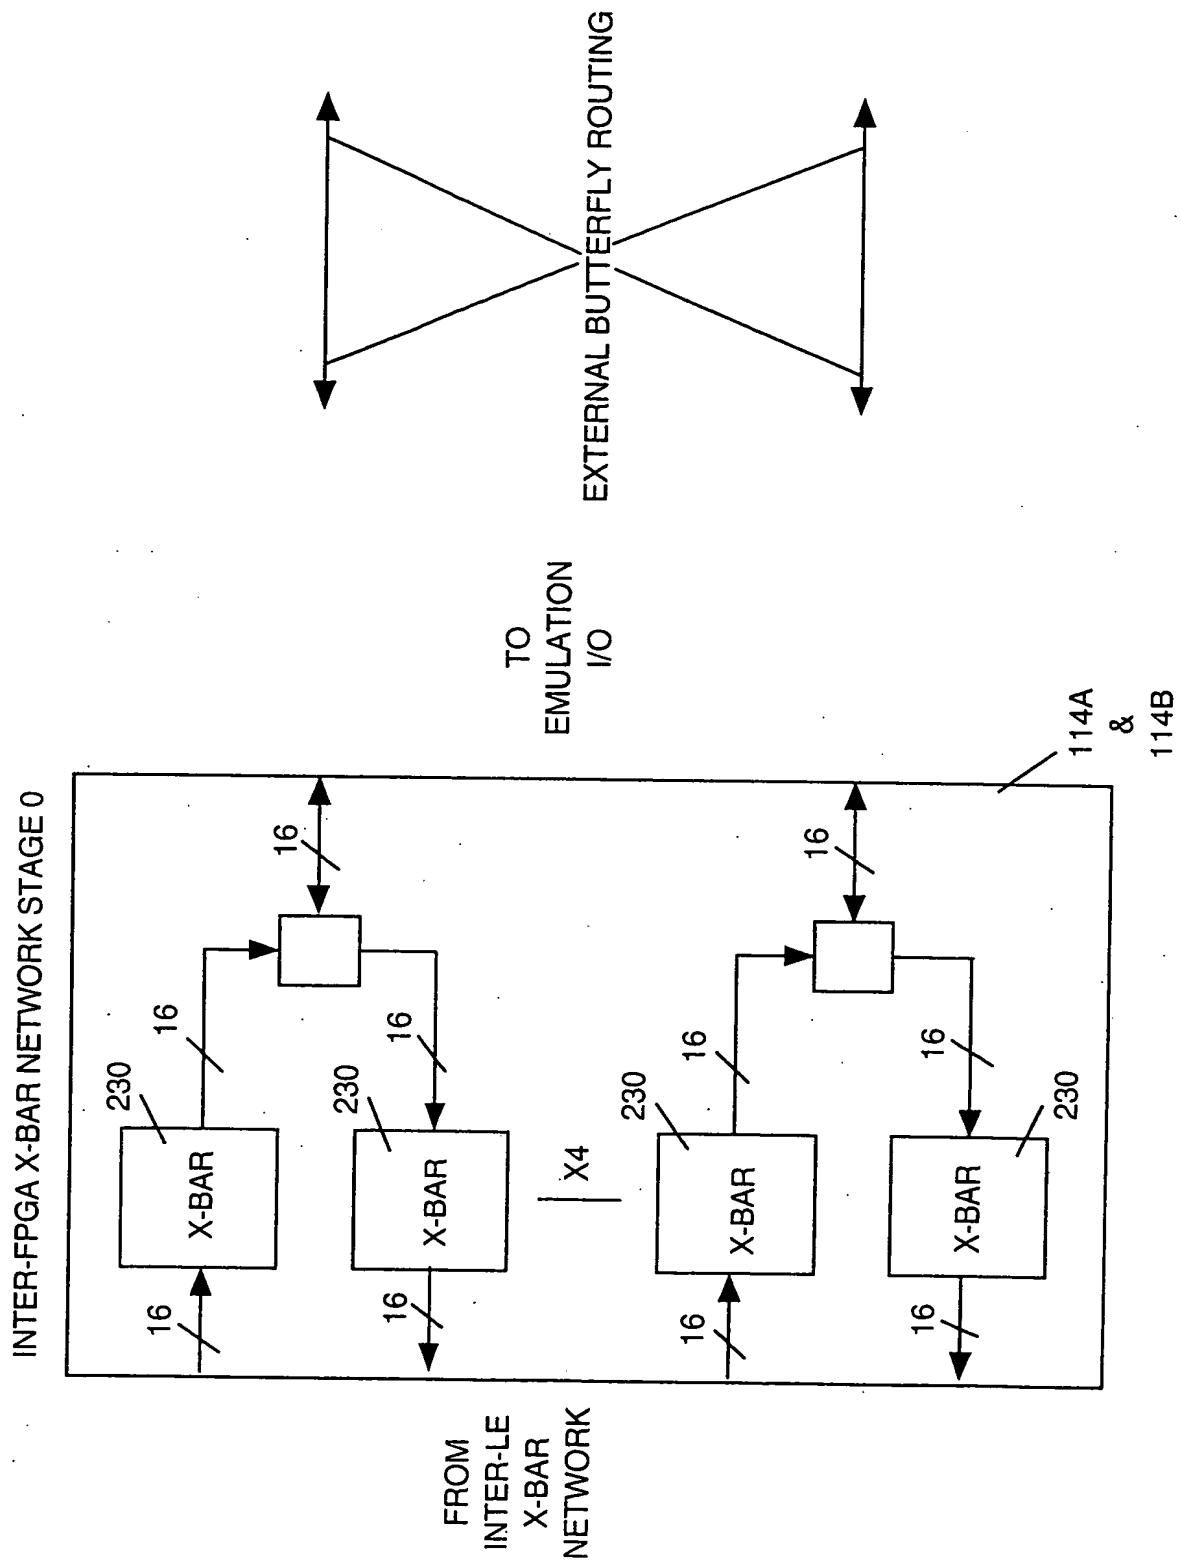 INTER-FPGA X-BAR NETWORK STAGE 0
FROM
INTER-LE
X-BAR
NETWORK
16
X-BAR
230
16
16
16
X-BAR
230
16
X4
16
X-BAR
230
16
16
16
X-BAR
230
16
114A
&
114B
TO
EMULATION
I/O
EXTERNAL BUTTERFLY ROUTING